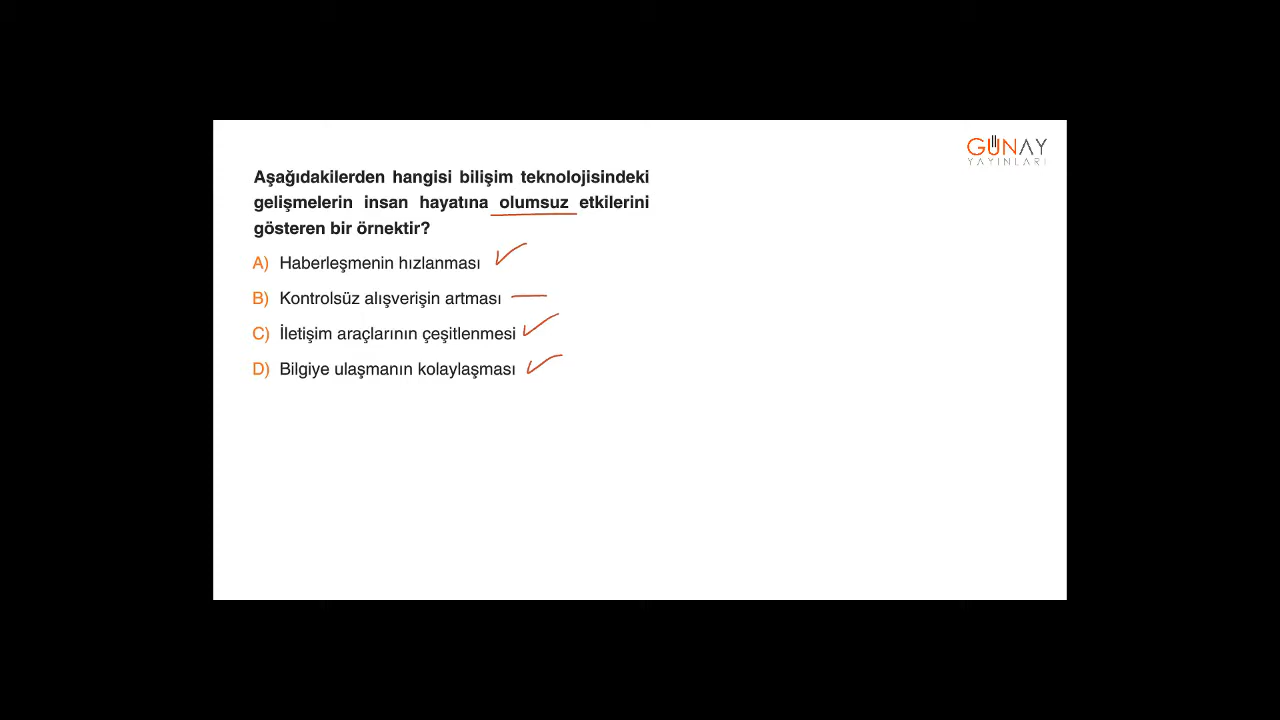 GÜNAY
YAYINLARI
Aşağıdakilerden hangisi bilişim teknolojisindeki
gelişmelerin insan hayatına olumsuz etkilerini
gösteren bir örnektir?
A) Haberleşmenin hızlanması
B) Kontrolsüz alışverişin artması
C) İletişim araçlarının çeşitlenmesi
D) Bilgiye ulaşmanın kolaylaşması